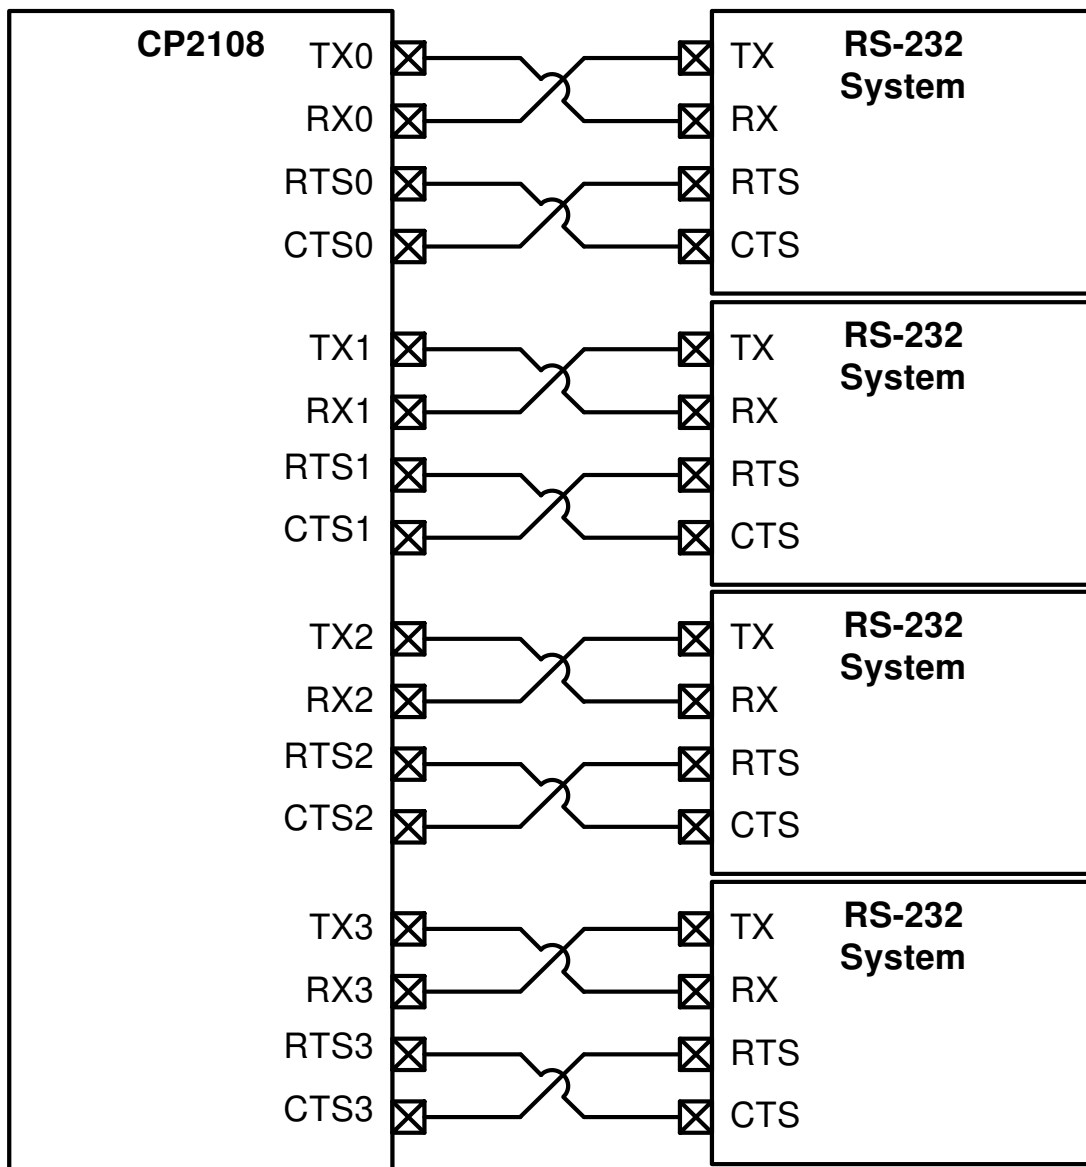 CP2108
TX0
RX0
RTS0
CTS0
TX1
RX1
RTS1
CTS1
TX2
RX2
RTS2
CTS2
TX3
RX3
RTS3
CTS3
RS-232
System
TX
RX
RTS
CTS
RS-232
System
TX
RX
RTS
CTS
RS-232
System
TX
RX
RTS
CTS
RS-232
System
TX
RX
RTS
CTS